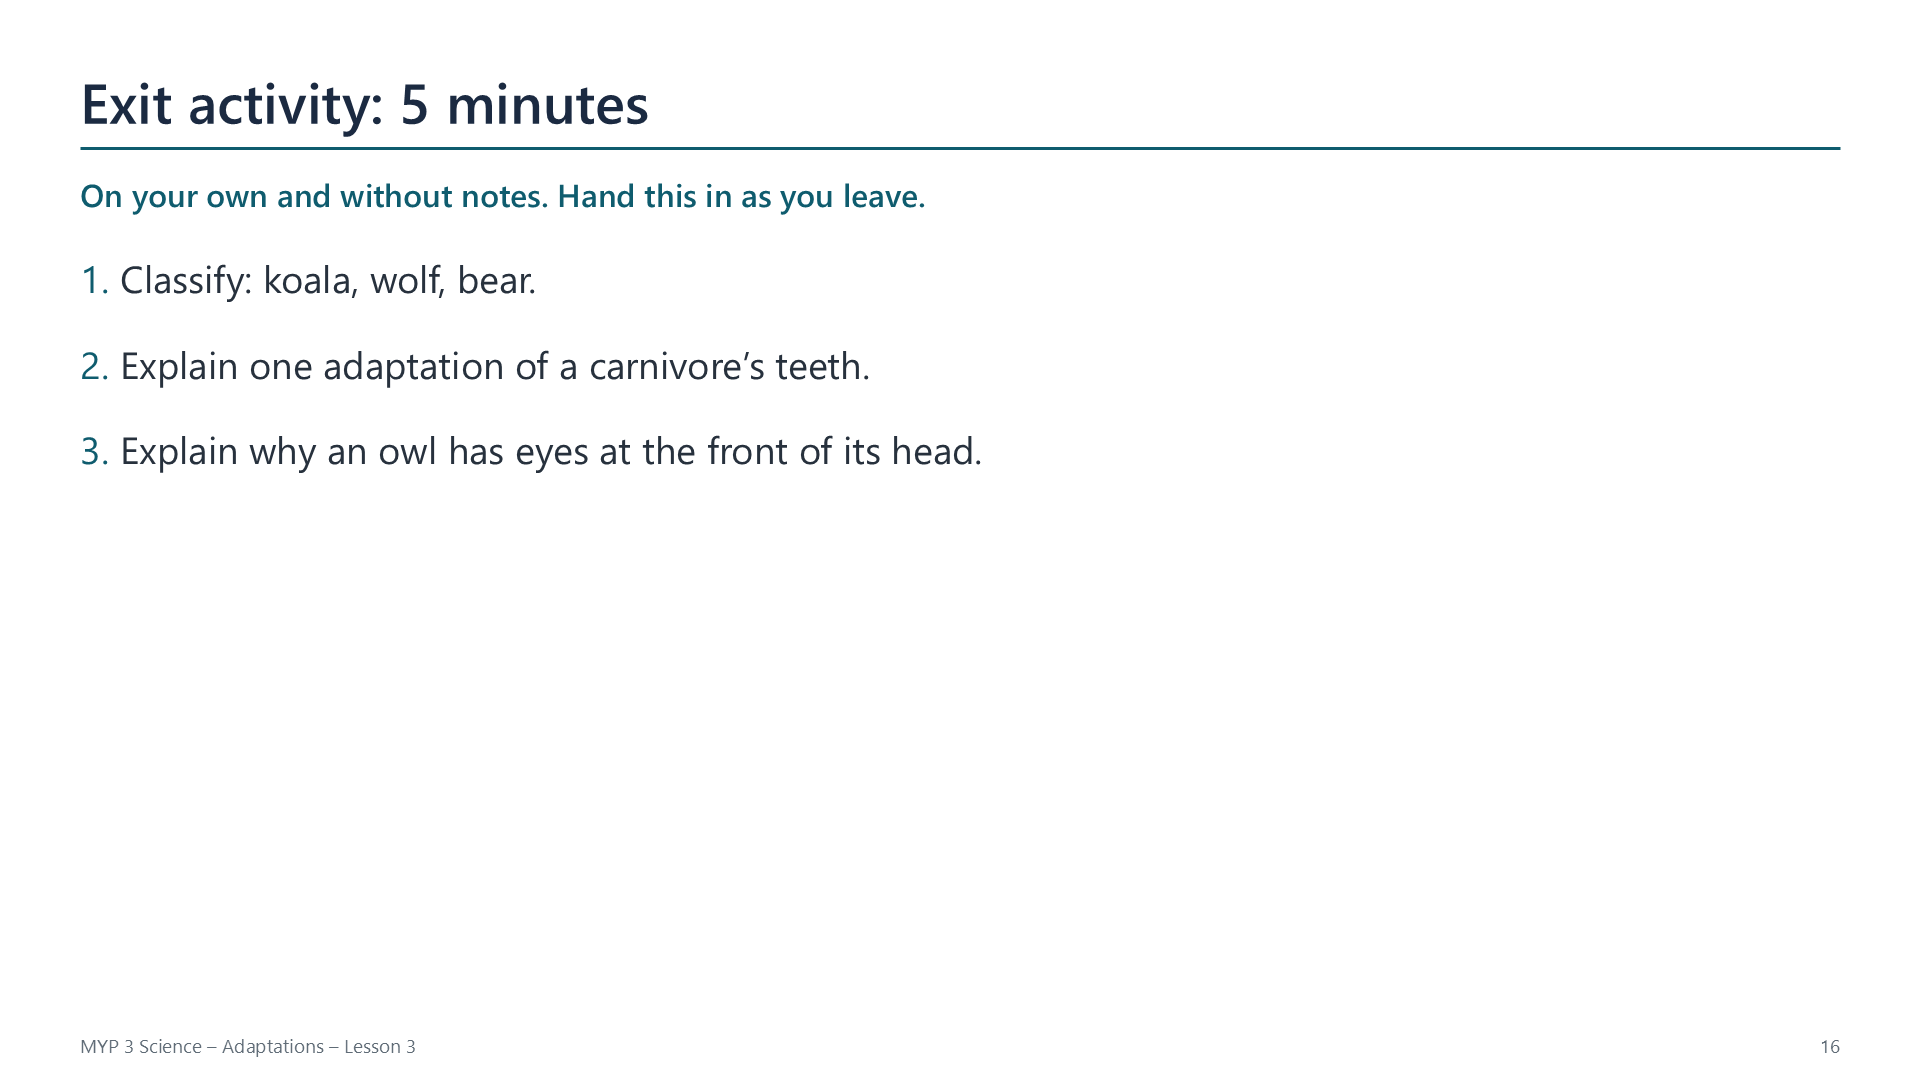 Exit activity: 5 minutes
On your own and without notes. Hand this in as you leave.
1. Classify: koala, wolf, bear.
2. Explain one adaptation of a carnivore’s teeth.
3. Explain why an owl has eyes at the front of its head.
MYP 3 Science – Adaptations – Lesson 3
16